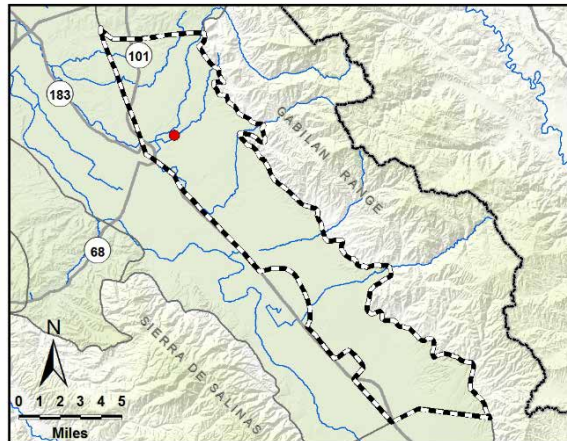 101
183
GABILAN RANGE
68
SIERRA DE SALINAS
N
0 1 2 3 4 5
Miles